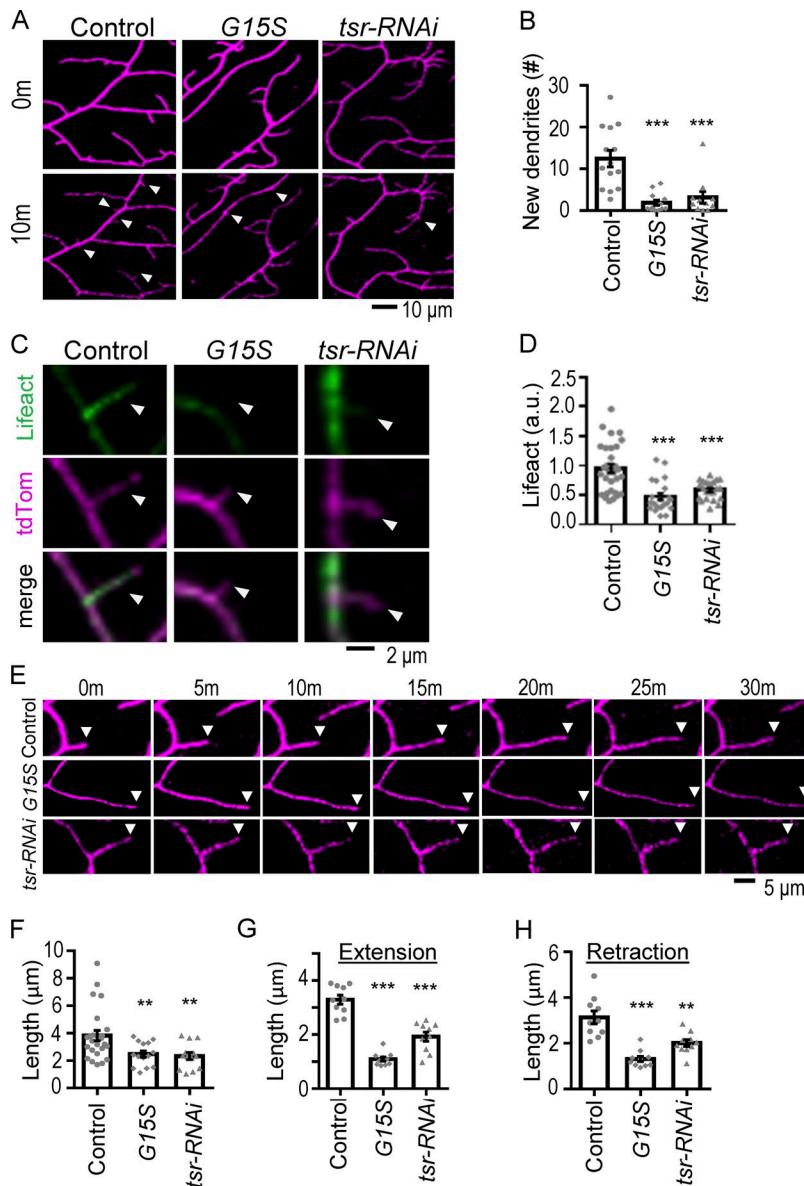 A
Control
G15S
tsr-RNAi
0m
10m
10 μm
B
New dendrites (#)
30
20
10
0
***
***
Control
G15S
tsr-RNAi
C
Control
G15S
tsr-RNAi
Lifeact
tdTom
merge
2 μm
D
Lifeact (a.u.)
2.5
2.0
1.5
1.0
0.5
0.0
***
***
Control
G15S
tsr-RNAi
E
0m
5m
10m
15m
20m
25m
30m
Control
G15S
tsr-RNAi
5 μm
F
Length (μm)
10
8
6
4
2
0
**
**
Control
G15S
tsr-RNAi
G
Extension
Length (μm)
4
2
0
***
***
Control
G15S
tsr-RNAi
H
Retraction
Length (μm)
6
4
2
0
***
**
Control
G15S
tsr-RNAi